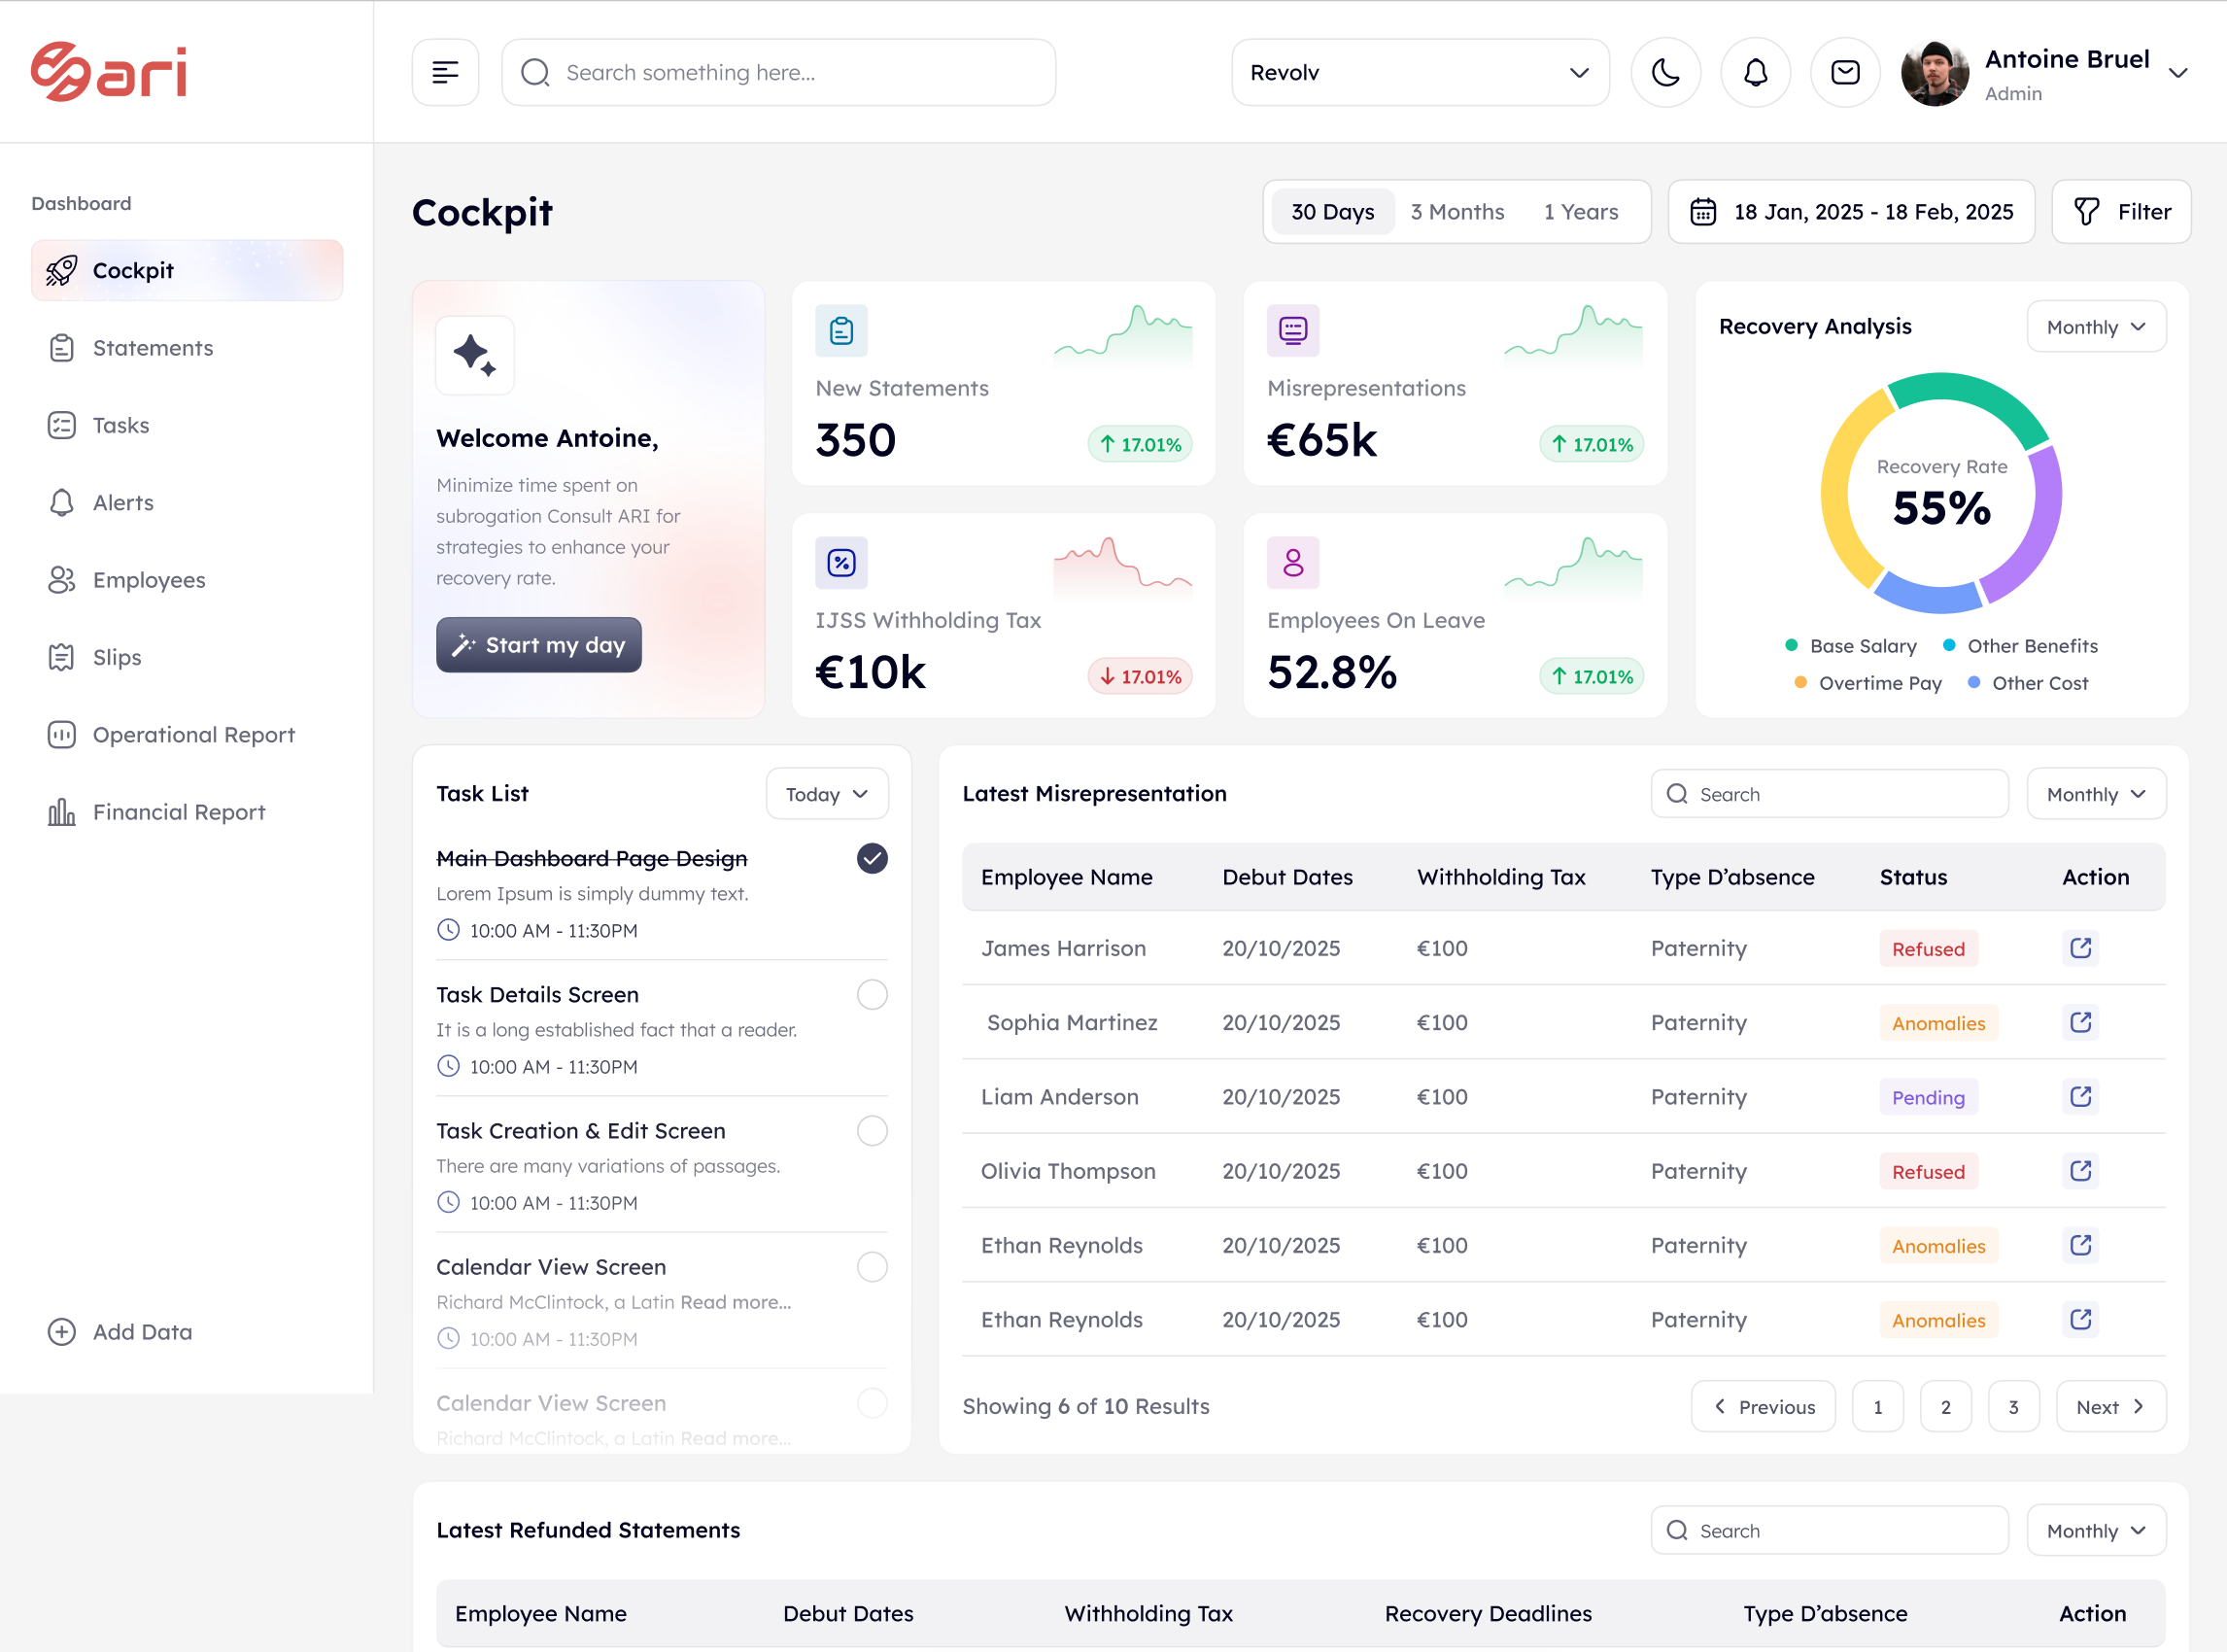 ari
Search something here...
Revolv
Antoine Bruel
Admin
Dashboard
Cockpit
Statements
Tasks
Alerts
Employees
Slips
Operational Report
Financial Report
Add Data
Cockpit
30 Days
3 Months
1 Years
18 Jan, 2025 - 18 Feb, 2025
Filter
Welcome Antoine,
Minimize time spent on
subrogation Consult ARI for
strategies to enhance your
recovery rate.
Start my day
New Statements
350
17.01%
Misrepresentations
€65k
17.01%
IJSS Withholding Tax
€10k
17.01%
Employees On Leave
52.8%
17.01%
Recovery Analysis
Monthly
Recovery Rate
55%
Base Salary
Other Benefits
Overtime Pay
Other Cost
Task List
Today
Main Dashboard Page Design
Lorem Ipsum is simply dummy text.
10:00 AM - 11:30PM
Task Details Screen
It is a long established fact that a reader.
10:00 AM - 11:30PM
Task Creation & Edit Screen
There are many variations of passages.
10:00 AM - 11:30PM
Calendar View Screen
Richard McClintock, a Latin Read more...
10:00 AM - 11:30PM
Calendar View Screen
Richard McClintock, a Latin Read more...
Latest Misrepresentation
Search
Monthly
Employee Name Debut Dates Withholding Tax Type D’absence Status Action
James Harrison 20/10/2025 €100 Paternity Refused
Sophia Martinez 20/10/2025 €100 Paternity Anomalies
Liam Anderson 20/10/2025 €100 Paternity Pending
Olivia Thompson 20/10/2025 €100 Paternity Refused
Ethan Reynolds 20/10/2025 €100 Paternity Anomalies
Ethan Reynolds 20/10/2025 €100 Paternity Anomalies
Showing 6 of 10 Results
Previous 1 2 3 Next
Latest Refunded Statements
Search
Monthly
Employee Name Debut Dates Withholding Tax Recovery Deadlines Type D’absence Action